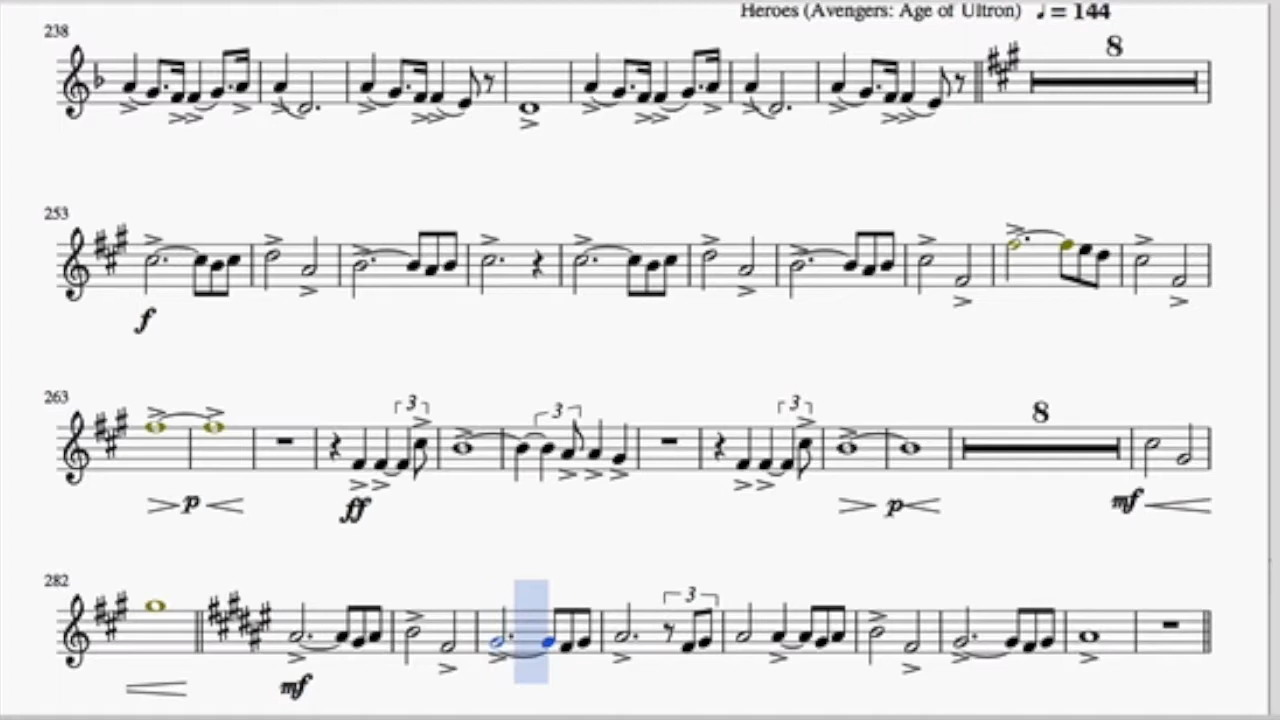 Heroes (Avengers: Age of Ultron) ♩ = 144
238
8
253
f
263
3
3
3
8
p
ff
p
mf
282
3
mf